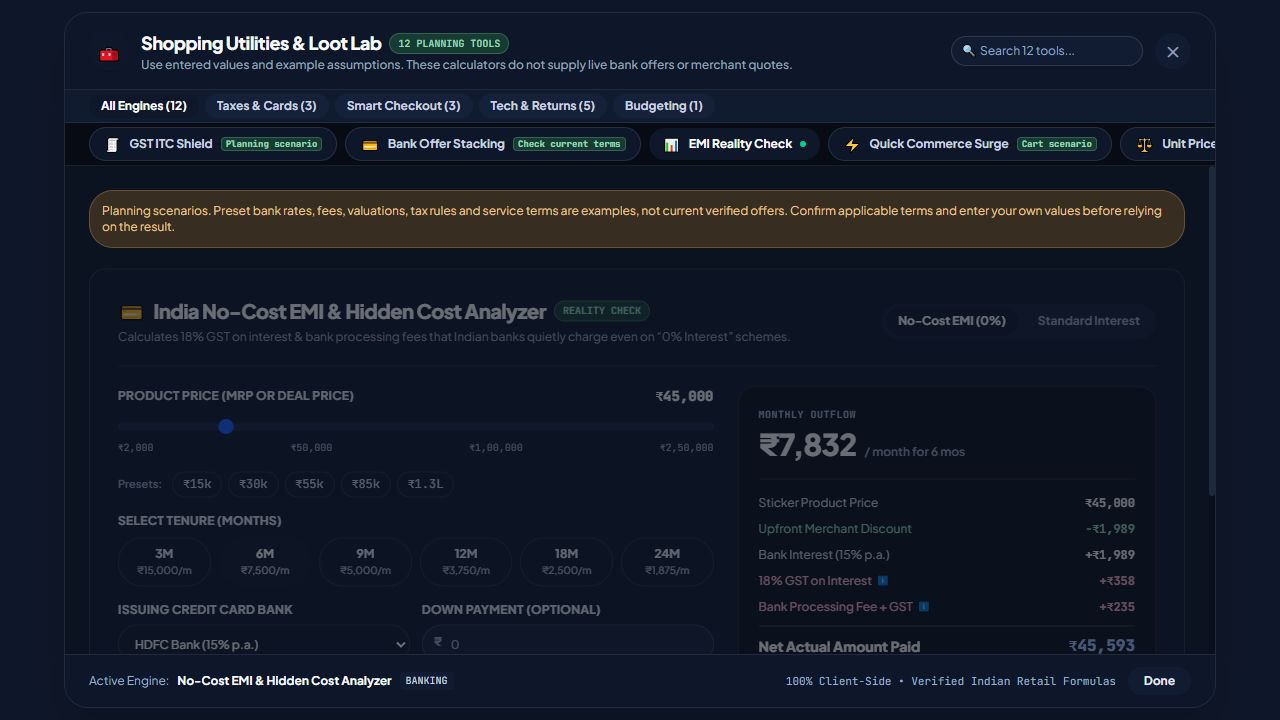 Shopping Utilities & Loot Lab 12 PLANNING TOOLS
Use entered values and example assumptions. These calculators do not supply live bank offers or merchant quotes.
Search 12 tools...
All Engines (12) Taxes & Cards (3) Smart Checkout (3) Tech & Returns (5) Budgeting (1)
GST ITC Shield Planning scenario Bank Offer Stacking Check current terms EMI Reality Check Quick Commerce Surge Cart scenario Unit Price
Planning scenarios. Preset bank rates, fees, valuations, tax rules and service terms are examples, not current verified offers. Confirm applicable terms and enter your own values before relying
on the result.
India No-Cost EMI & Hidden Cost Analyzer REALITY CHECK
Calculates 18% GST on interest & bank processing fees that Indian banks quietly charge even on "0% Interest" schemes.
No-Cost EMI (0%) Standard Interest
PRODUCT PRICE (MRP OR DEAL PRICE) ₹45,000
₹2,000 ₹50,000 ₹1,00,000 ₹2,50,000
Presets: ₹15k ₹30k ₹55k ₹85k ₹1.3L
SELECT TENURE (MONTHS)
3M 6M 9M 12M 18M 24M
₹15,000/m ₹7,500/m ₹5,000/m ₹3,750/m ₹2,500/m ₹1,875/m
ISSUING CREDIT CARD BANK DOWN PAYMENT (OPTIONAL)
HDFC Bank (15% p.a.) ₹ 0
MONTHLY OUTFLOW
₹7,832 / month for 6 mos
Sticker Product Price ₹45,000
Upfront Merchant Discount -₹1,989
Bank Interest (15% p.a.) +₹1,989
18% GST on Interest +₹358
Bank Processing Fee + GST +₹235
Net Actual Amount Paid ₹45,593
Active Engine: No-Cost EMI & Hidden Cost Analyzer BANKING
100% Client-Side • Verified Indian Retail Formulas Done